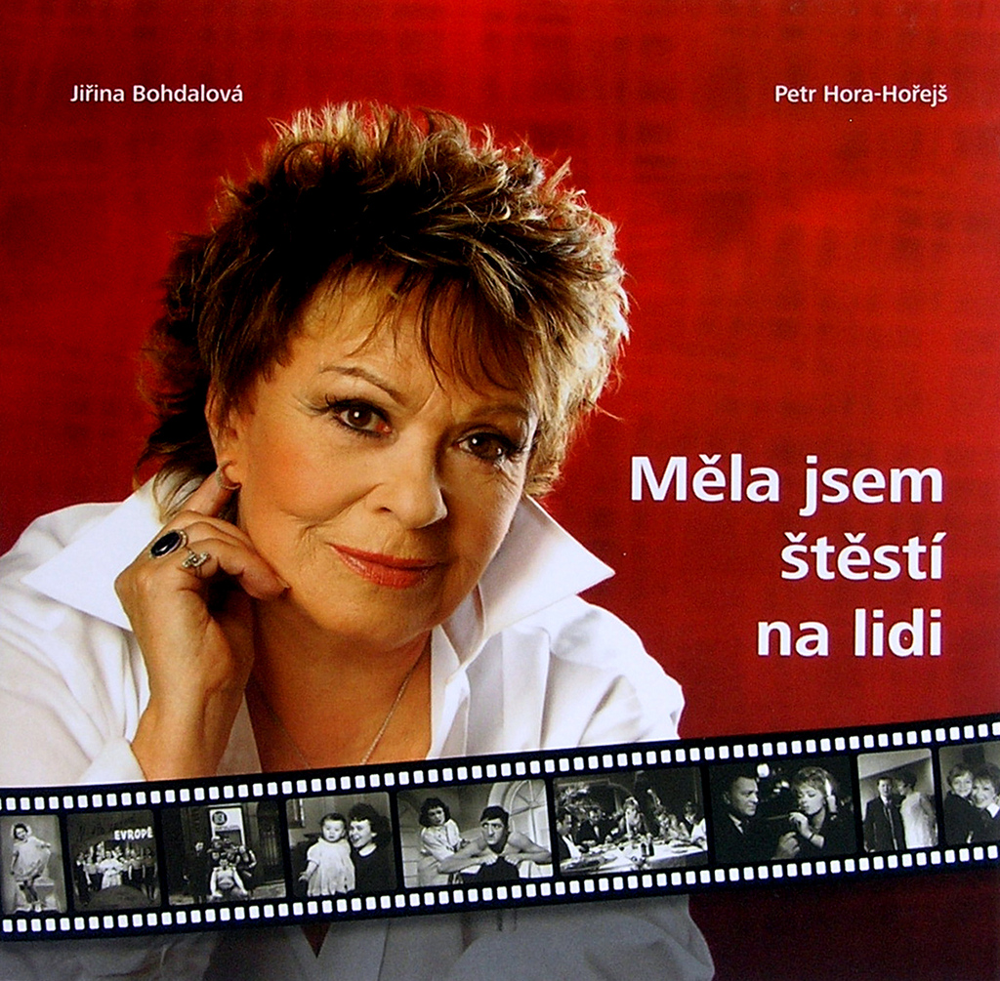 Jiřina Bohdalová
Petr Hora-Hořejš
Měla jsem
štěstí
na lidi
EVROPĚ